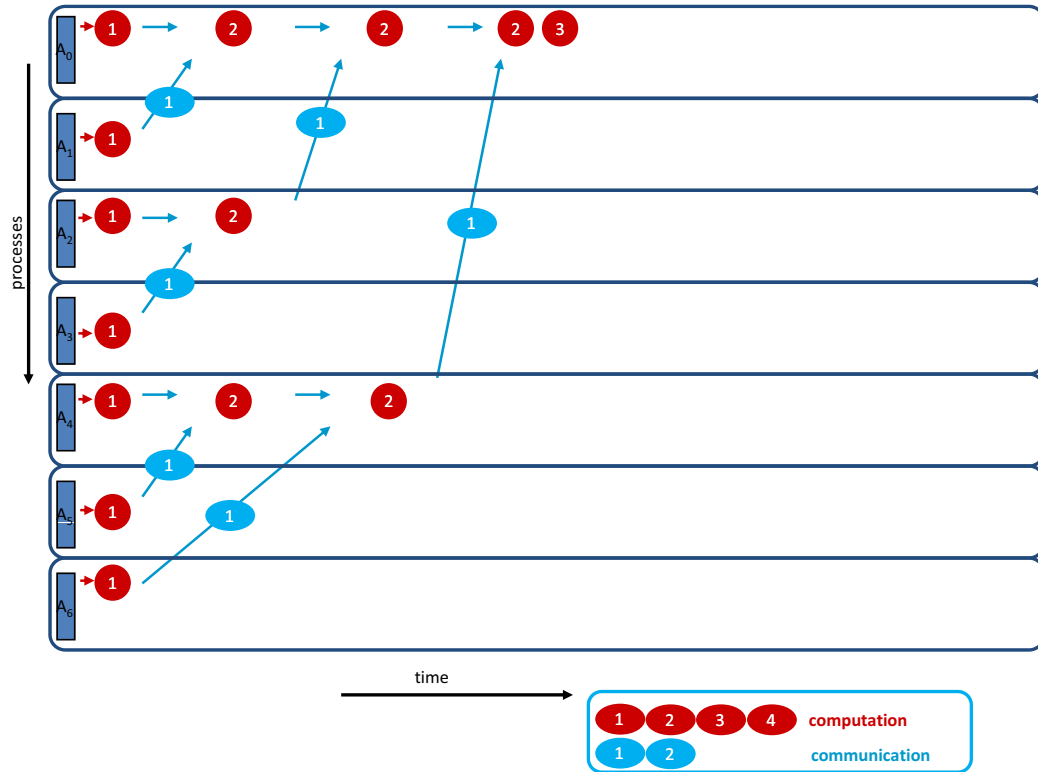 A0 1 2 2 2 3
1
1
A1 1
A2 1 2
1
1
A3 1
A4 1 2 2
1
A5 1
1
A6 1
processes
time
1 2 3 4 computation
1 2 communication